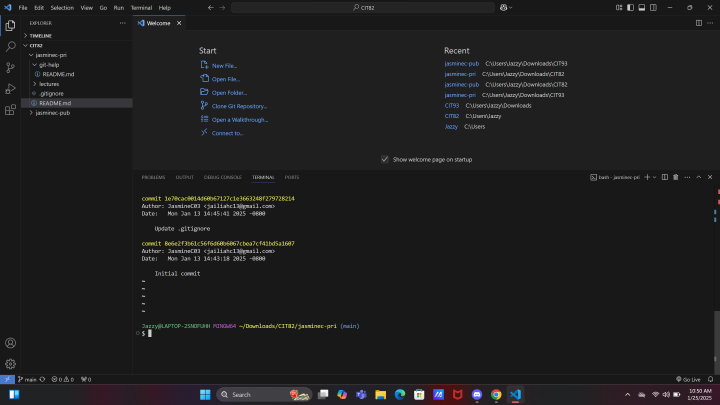 File Edit Selection View Go Run Terminal Help
CIT82
EXPLORER
TIMELINE
CIT82
jasminec-pri
git-help
README.md
lectures
.gitignore
README.md
jasminec-pub
Welcome
Start
New File...
Open File...
Open Folder...
Clone Git Repository...
Open a Walkthrough...
Connect to...
Recent
jasminec-pub C:\Users\Jazzy\Downloads\CIT93
jasminec-pri C:\Users\Jazzy\Downloads\CIT82
jasminec-pub C:\Users\Jazzy\Downloads\CIT82
jasminec-pri C:\Users\Jazzy\Downloads\CIT93
CIT93 C:\Users\Jazzy\Downloads
CIT82 C:\Users\Jazzy
Jazzy C:\Users
Show welcome page on startup
PROBLEMS OUTPUT DEBUG CONSOLE TERMINAL PORTS
bash - jasminec-pri
commit 1e70cac0014d60b67127c1e3663248f279728214
Author: JasmineC03 <jailiahc13@gmail.com>
Date: Mon Jan 13 14:45:41 2025 -0800
Update .gitignore
commit 8e6e2f3b61c56f6d60b6067cbea7cf41bd5a1607
Author: JasmineC03 <jailiahc13@gmail.com>
Date: Mon Jan 13 14:43:18 2025 -0800
Initial commit
~
~
~
~
~
Jazzy@LAPTOP-2SNDFUHH MINGW64 ~/Downloads/CIT82/jasminec-pri (main)
$
main 0 0 0
Go Live
Search
10:50 AM
1/25/2025